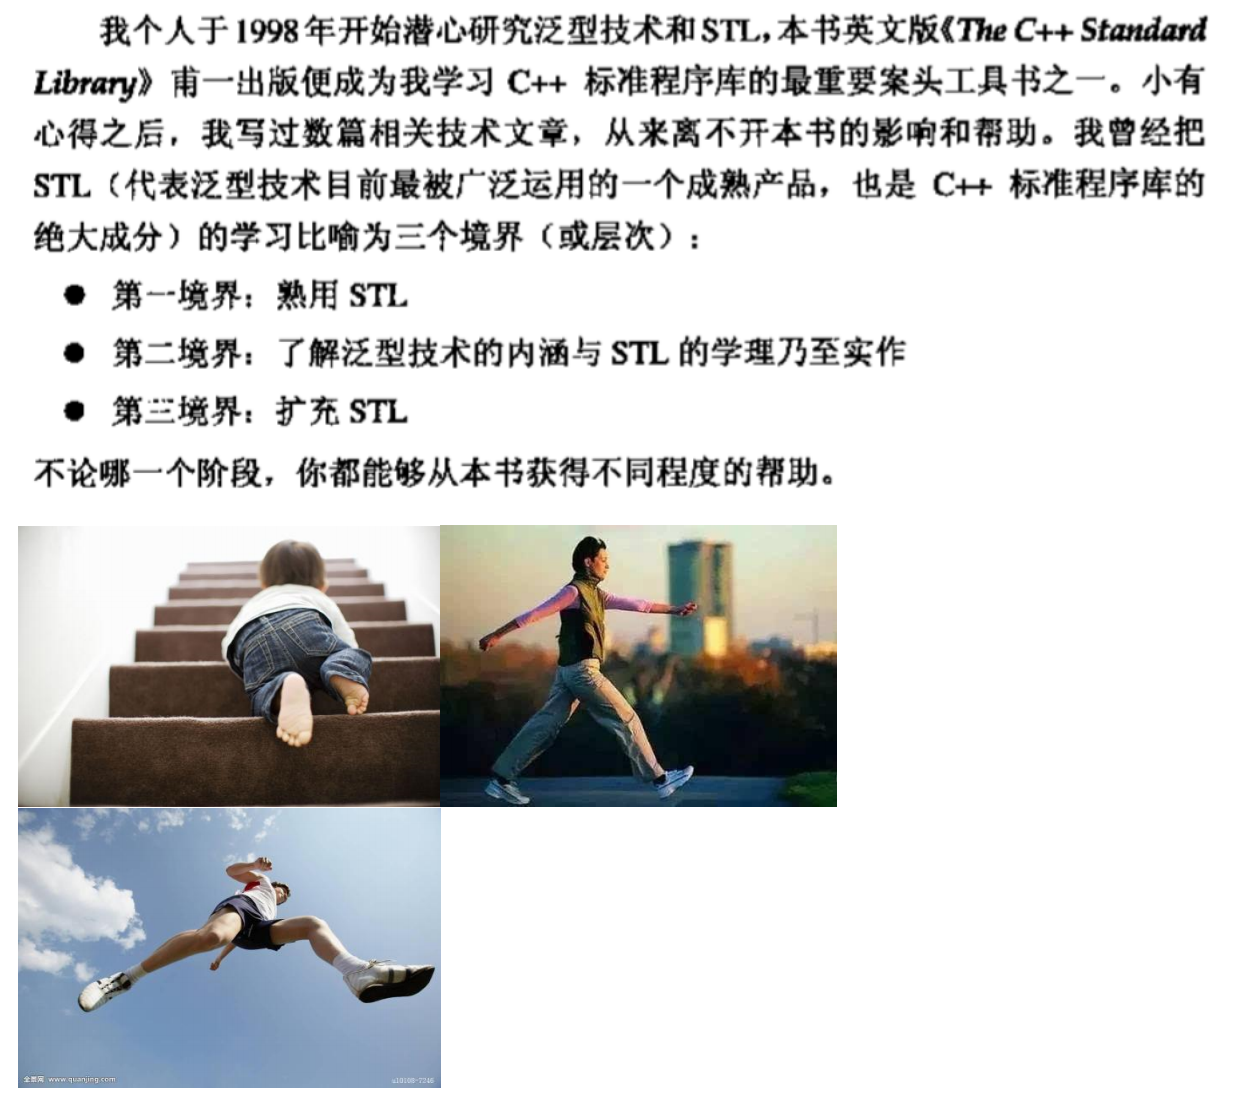 我个人于1998年开始潜心研究泛型技术和STL，本书英文版《The C++ Standard
Library》甫一出版便成为我学习 C++ 标准程序库的最重要案头工具书之一。小有
心得之后，我写过数篇相关技术文章，从来离不开本书的影响和帮助。我曾经把
STL（代表泛型技术目前最被广泛运用的一个成熟产品，也是 C++ 标准程序库的
绝大成分）的学习比喻为三个境界（或层次）：
● 第一境界：熟用 STL
● 第二境界：了解泛型技术的内涵与 STL 的学理乃至实作
● 第三境界：扩充 STL
不论哪一个阶段，你都能够从本书获得不同程度的帮助。
全景网 www.quanjing.com